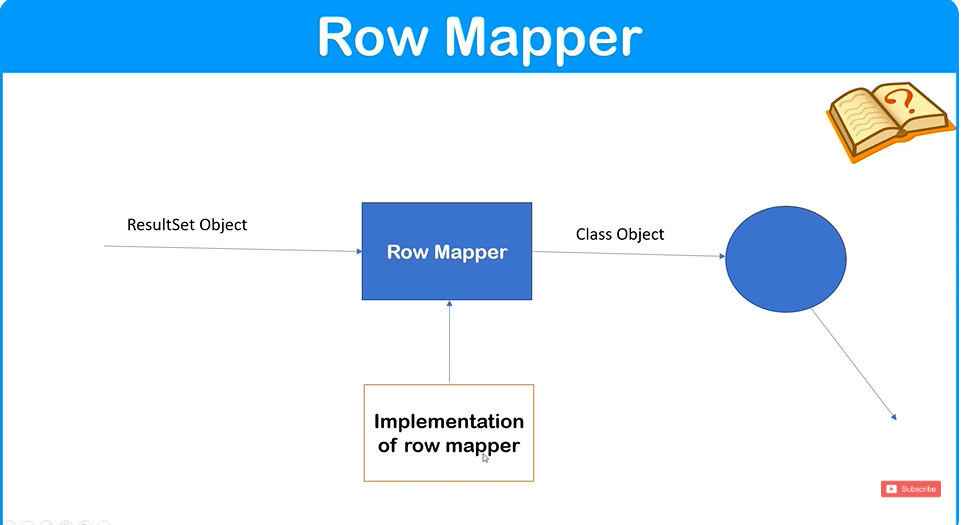 Row Mapper
ResultSet Object
Row Mapper
Class Object
Implementation
of row mapper
Subscribe